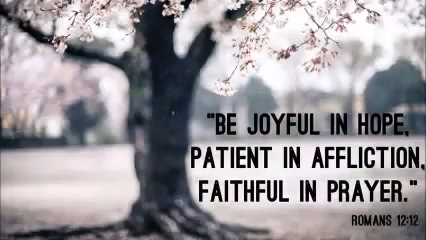 "BE JOYFUL IN HOPE,
PATIENT IN AFFLICTION,
FAITHFUL IN PRAYER."
ROMANS 12:12